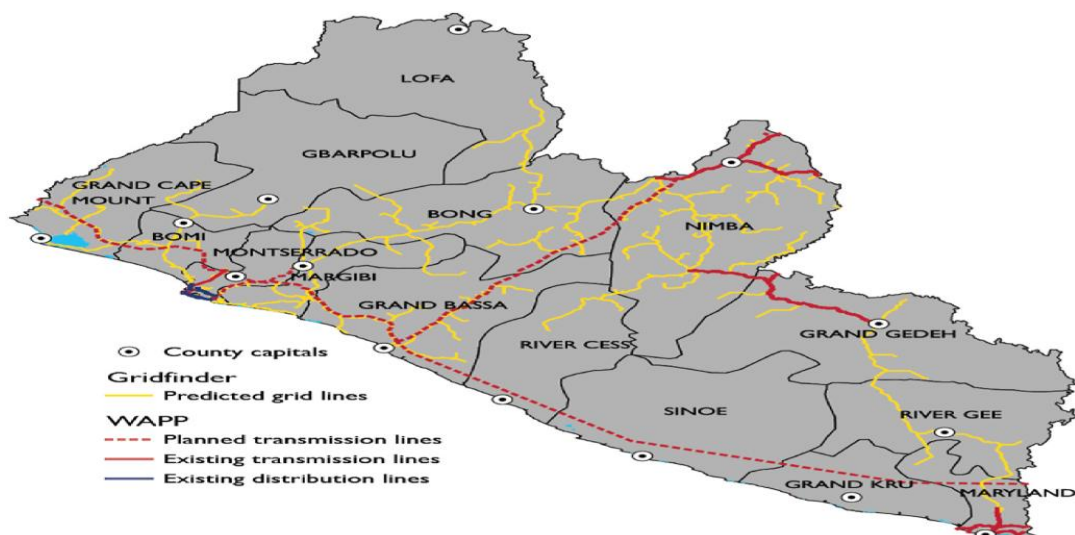 LOFA
GBARPOLU
GRAND CAPE
MOUNT
BONG
NIMBA
BOMI
MONTSERRADO
MARGIBI
GRAND BASSA
GRAND GEDEH
RIVER CESS
SINOE
RIVER GEE
GRAND KRU
MARYLAND
County capitals
Gridfinder
Predicted grid lines
WAPP
Planned transmission lines
Existing transmission lines
Existing distribution lines